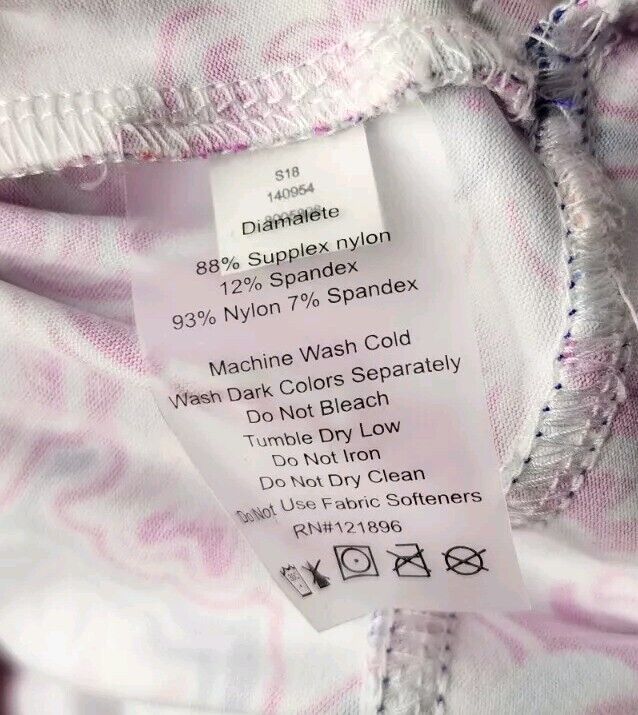 S18
140954
Diamalete
88% Supplex nylon
12% Spandex
93% Nylon 7% Spandex
Machine Wash Cold
Wash Dark Colors Separately
Do Not Bleach
Tumble Dry Low
Do Not Iron
Do Not Dry Clean
Do Not Use Fabric Softeners
RN#121896